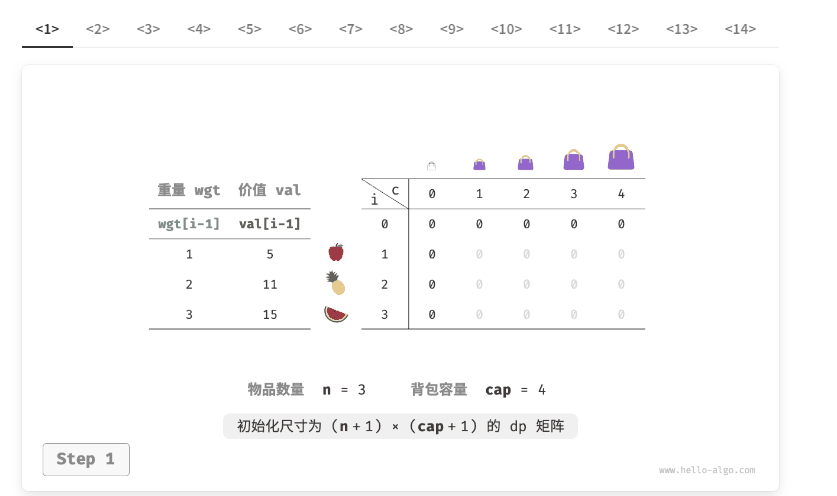 <1> <2> <3> <4> <5> <6> <7> <8> <9> <10> <11> <12> <13> <14>
重量 wgt 价值 val
c
i
0 1 2 3 4
wgt[i-1] val[i-1] 0 0 0 0 0 0
1 5 1 0 0 0 0 0
2 11 2 0 0 0 0 0
3 15 3 0 0 0 0 0
物品数量 n = 3 背包容量 cap = 4
初始化尺寸为 (n+1) × (cap+1) 的 dp 矩阵
Step 1
www.hello-algo.com